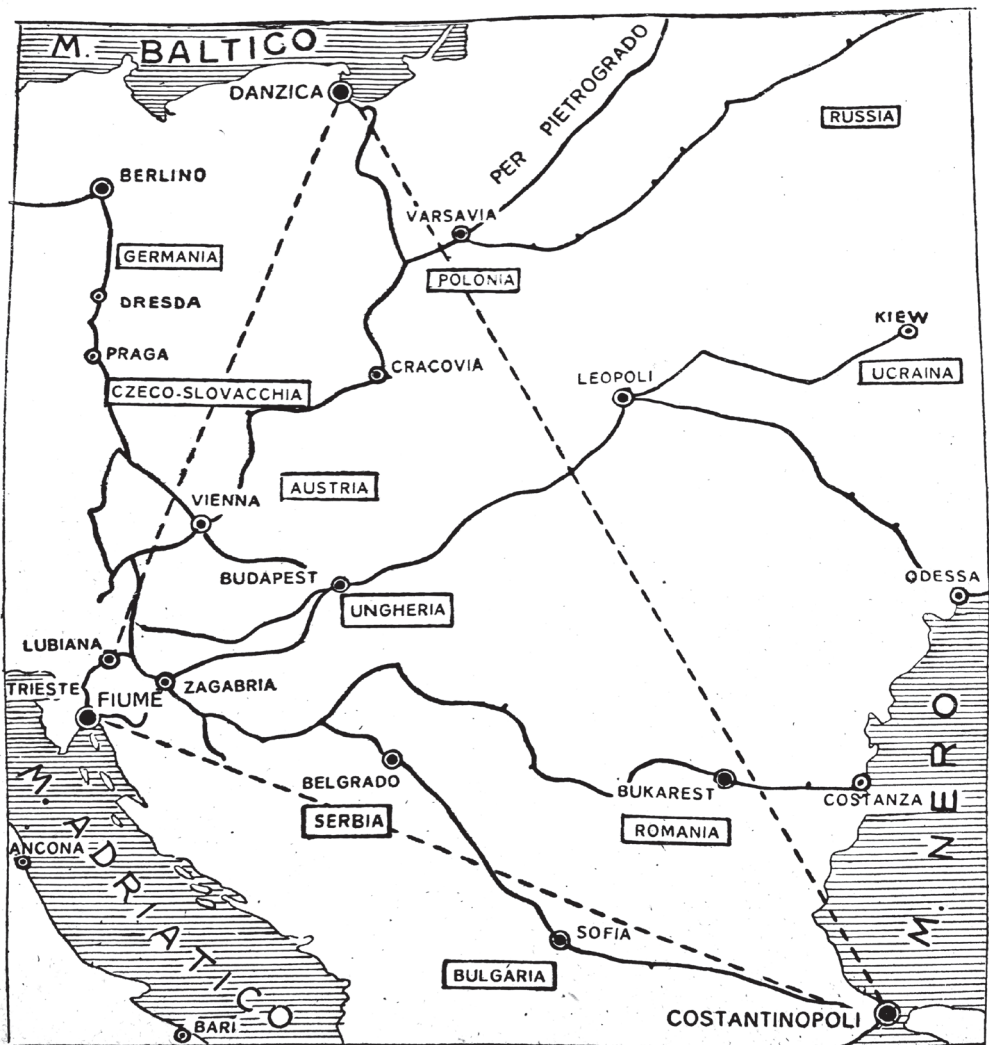 M. BALTICO
DANZICA
PER PIETROGRADO
RUSSIA
BERLINO
VARSAVIA
GERMANIA
POLONIA
DRESDA
KIEW
PRAGA
CRACOVIA
LEOPOLI
UCRAINA
CZECO-SLOVACCHIA
AUSTRIA
VIENNA
BUDAPEST
ODESSA
UNGHERIA
LUBIANA
TRIESTE
FIUME
ZAGABRIA
BELGRADO
BUKAREST
COSTANZA
SERBIA
ROMANIA
M. NERO
ANCONA
M. ADRIATICO
SOFIA
BULGARIA
COSTANTINOPOLI
BARI